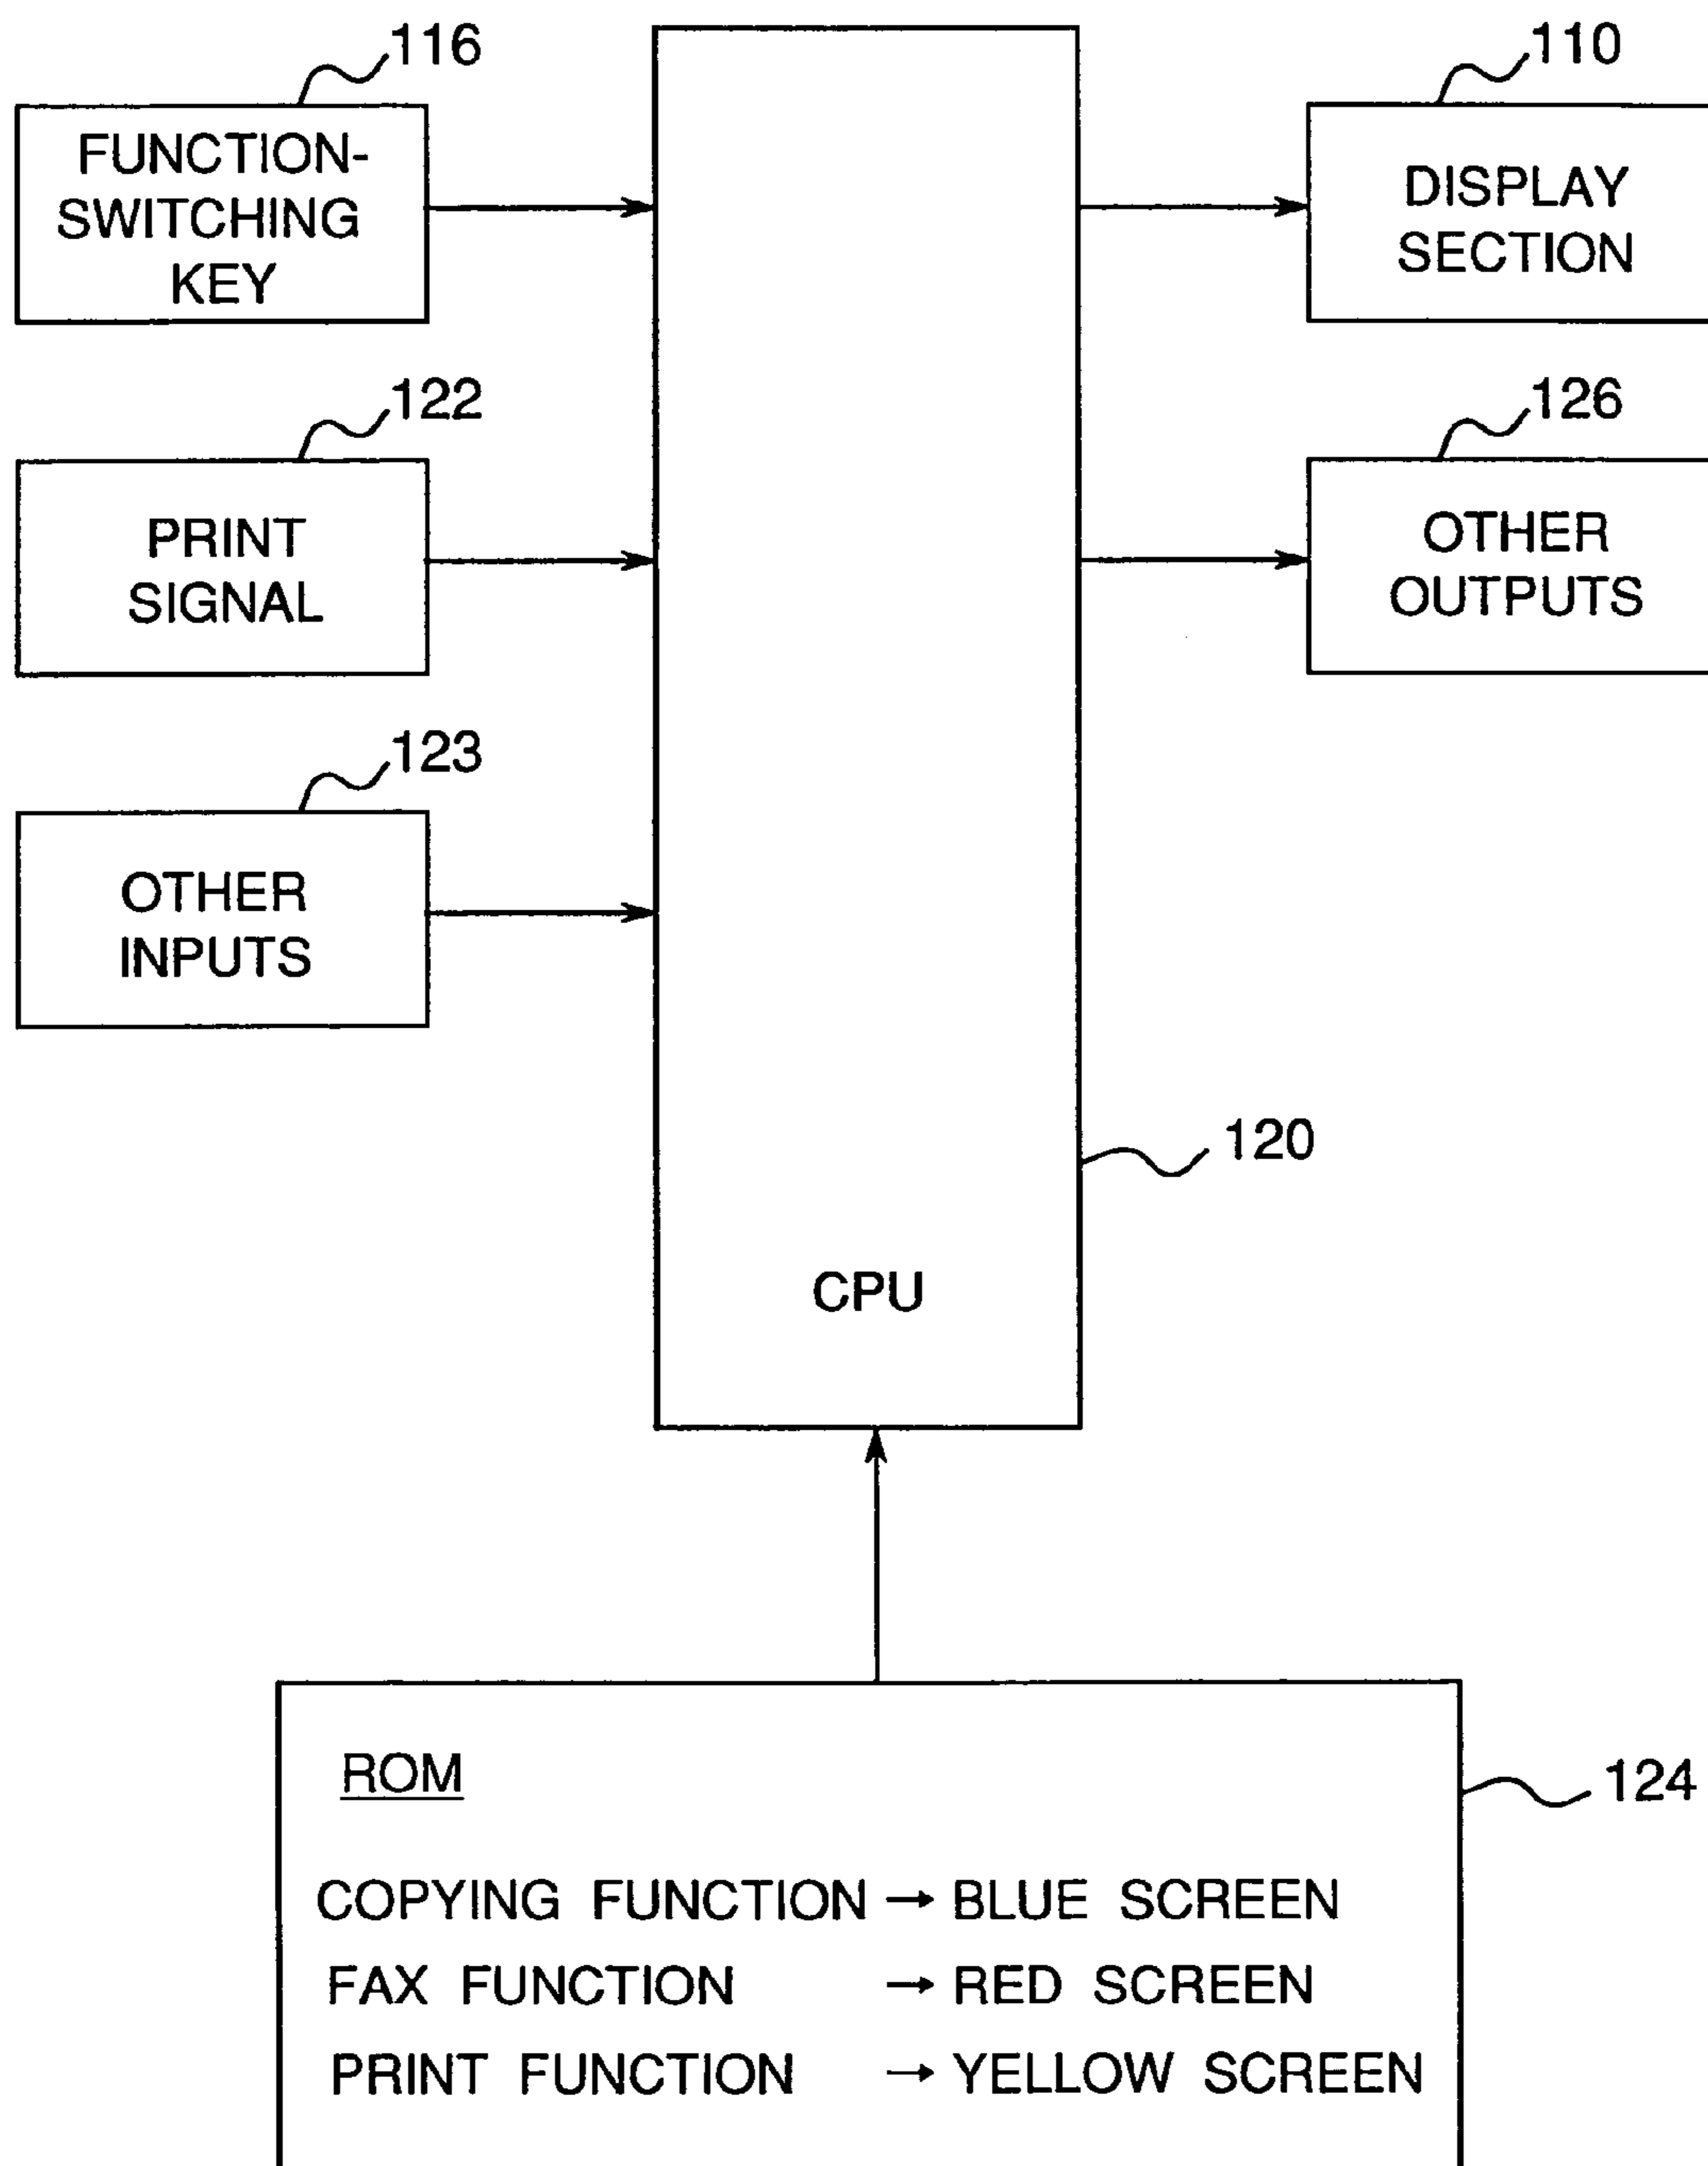 116
FUNCTION-
SWITCHING
KEY
110
DISPLAY
SECTION
122
PRINT
SIGNAL
126
OTHER
OUTPUTS
123
OTHER
INPUTS
120
CPU
124
ROM
COPYING FUNCTION → BLUE SCREEN
FAX FUNCTION → RED SCREEN
PRINT FUNCTION → YELLOW SCREEN